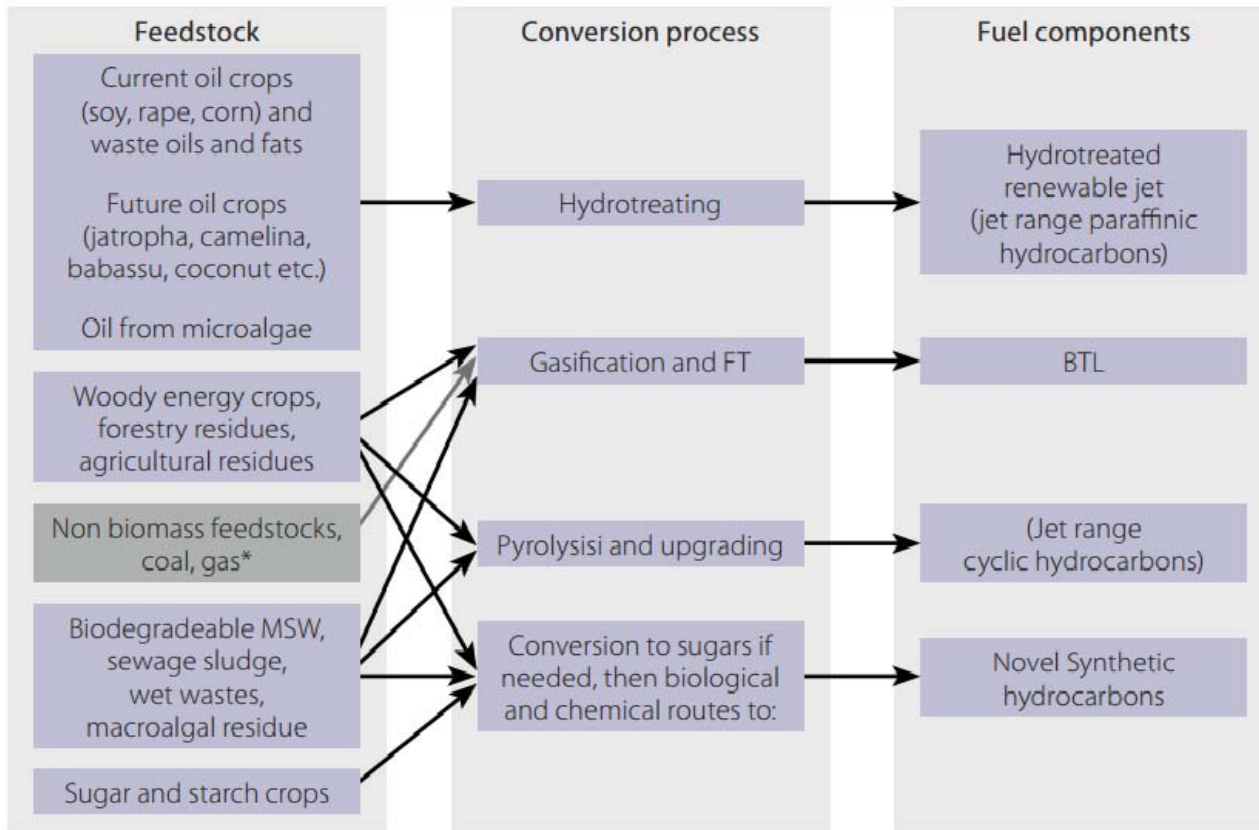 Feedstock
Current oil crops
(soy, rape, corn) and
waste oils and fats
Future oil crops
(jatropha, camelina,
babassu, coconut etc.)
Oil from microalgae
Woody energy crops,
forestry residues,
agricultural residues
Non biomass feedstocks,
coal, gas*
Biodegradeable MSW,
sewage sludge,
wet wastes,
macroalgal residue
Sugar and starch crops
Conversion process
Hydrotreating
Gasification and FT
Pyrolysisi and upgrading
Conversion to sugars if
needed, then biological
and chemical routes to:
Fuel components
Hydrotreated
renewable jet
(jet range paraffinic
hydrocarbons)
BTL
(Jet range
cyclic hydrocarbons)
Novel Synthetic
hydrocarbons